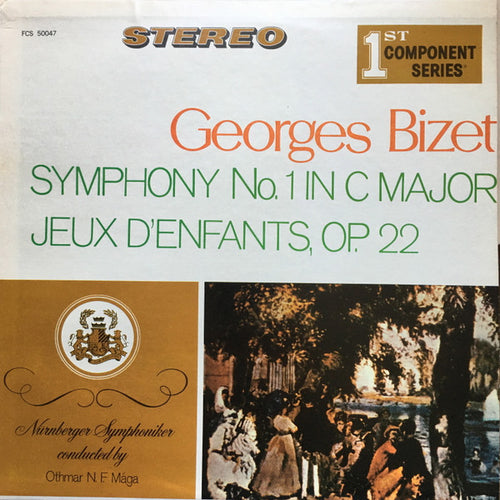 FCS 50047
STEREO
1ST
COMPONENT
SERIES
Georges Bizet
SYMPHONY No. 1 IN C MAJOR
JEUX D'ENFANTS, OP. 22
Nürnberger Symphoniker
conducted by
Othmar N. F. Mága